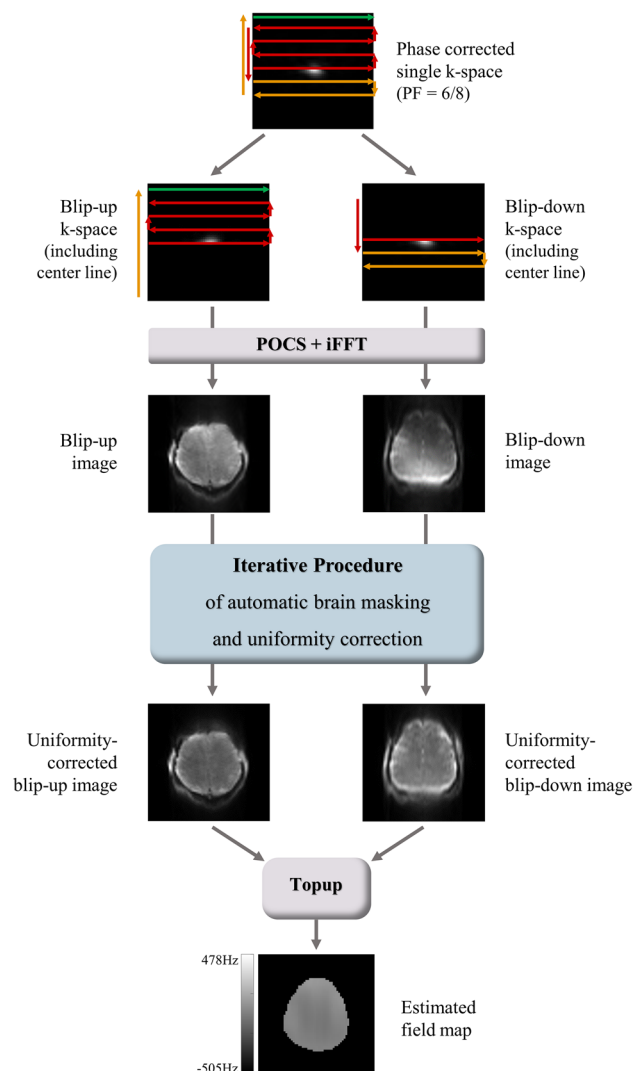 Phase corrected
single k-space
(PF = 6/8)
Blip-up
k-space
(including
center line)
Blip-down
k-space
(including
center line)
POCS + iFFT
Blip-up
image
Blip-down
image
Iterative Procedure
of automatic brain masking
and uniformity correction
Uniformity-
corrected
blip-up image
Uniformity-
corrected
blip-down image
Topup
478Hz
-505Hz
Estimated
field map